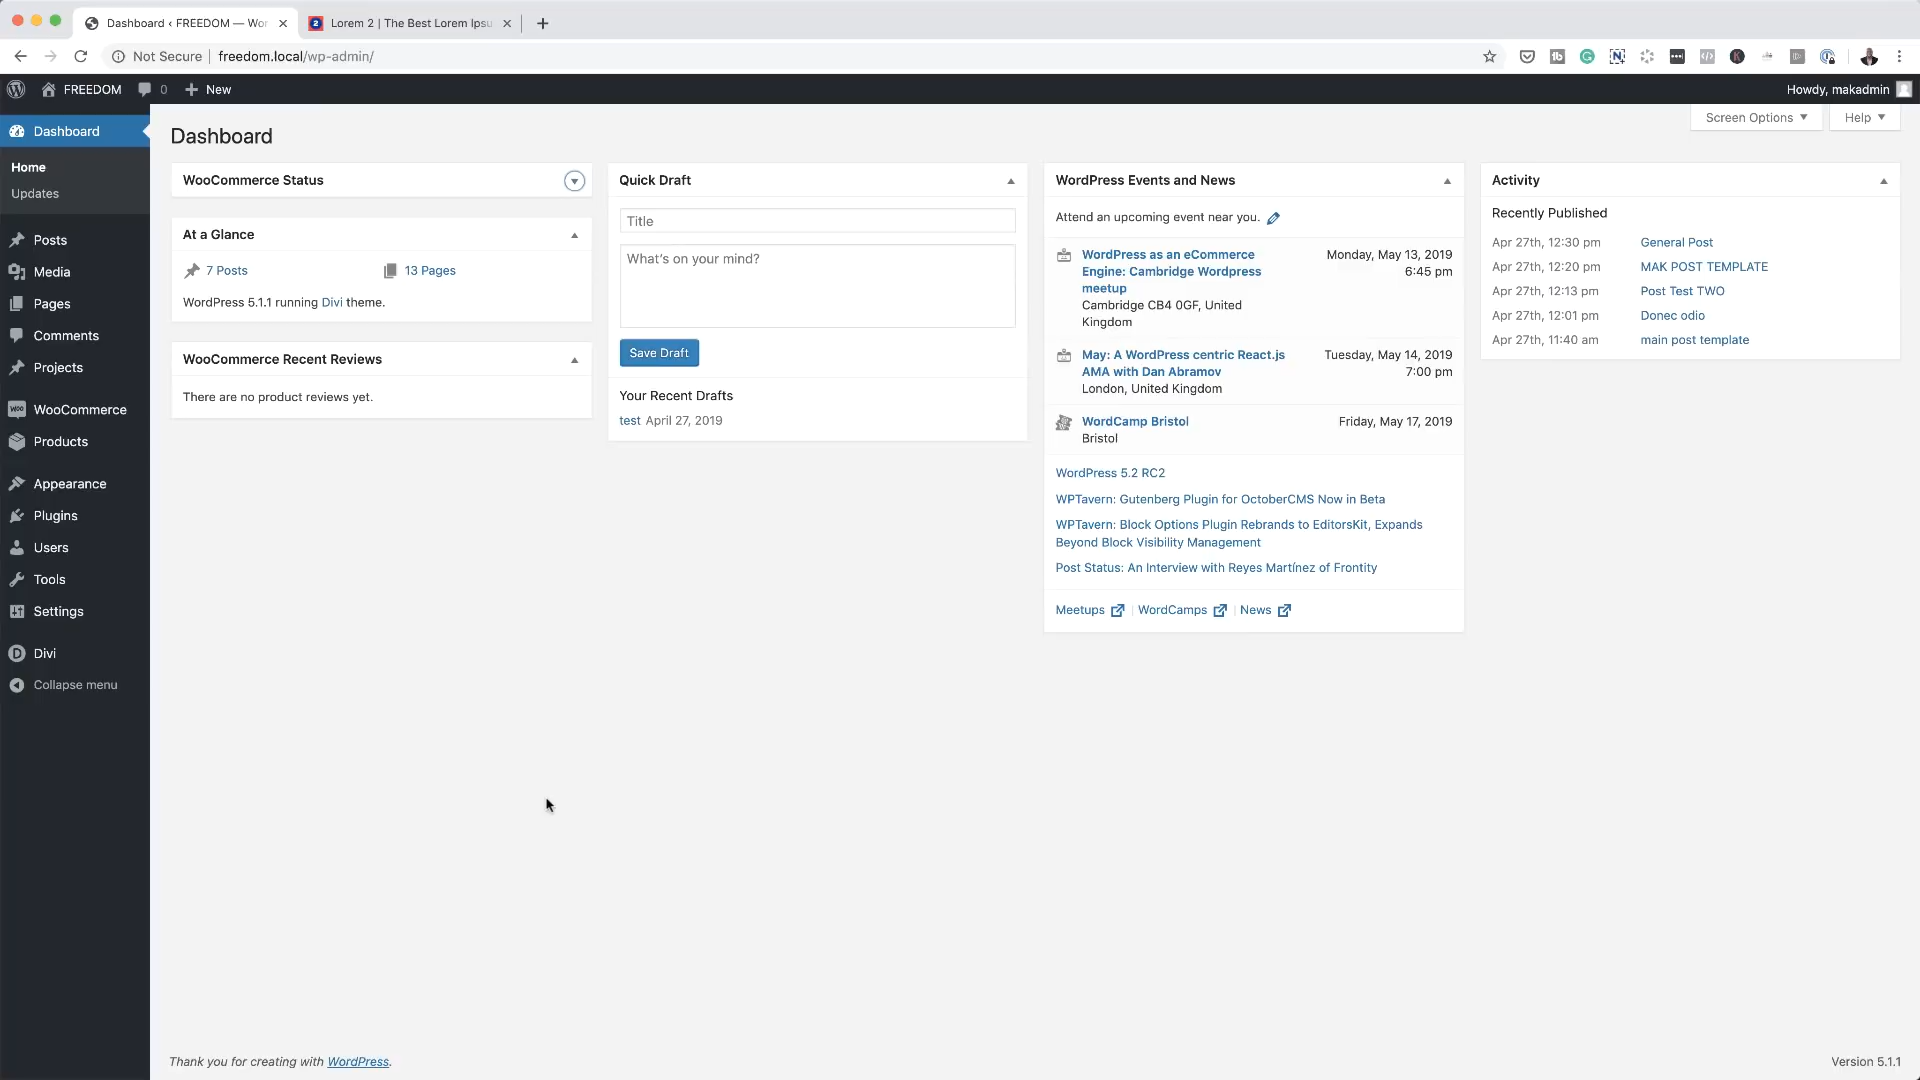 Dashboard ‹ FREEDOM — Wor
Lorem 2 | The Best Lorem Ipsu
Not Secure | freedom.local/wp-admin/
FREEDOM
0
New
Howdy, makadmin
Dashboard
Home
Updates
Posts
Media
Pages
Comments
Projects
WooCommerce
Products
Appearance
Plugins
Users
Tools
Settings
Divi
Collapse menu
Screen Options
Help
Dashboard
WooCommerce Status
At a Glance
7 Posts
13 Pages
WordPress 5.1.1 running Divi theme.
WooCommerce Recent Reviews
There are no product reviews yet.
Quick Draft
Title
What's on your mind?
Save Draft
Your Recent Drafts
test April 27, 2019
WordPress Events and News
Attend an upcoming event near you.
WordPress as an eCommerce
Engine: Cambridge Wordpress
meetup
Cambridge CB4 0GF, United
Kingdom
Monday, May 13, 2019
6:45 pm
May: A WordPress centric React.js
AMA with Dan Abramov
London, United Kingdom
Tuesday, May 14, 2019
7:00 pm
WordCamp Bristol
Bristol
Friday, May 17, 2019
WordPress 5.2 RC2
WPTavern: Gutenberg Plugin for OctoberCMS Now in Beta
WPTavern: Block Options Plugin Rebrands to EditorsKit, Expands
Beyond Block Visibility Management
Post Status: An Interview with Reyes Martínez of Frontity
Meetups | WordCamps | News
Activity
Recently Published
Apr 27th, 12:30 pm General Post
Apr 27th, 12:20 pm MAK POST TEMPLATE
Apr 27th, 12:13 pm Post Test TWO
Apr 27th, 12:01 pm Donec odio
Apr 27th, 11:40 am main post template
Thank you for creating with WordPress.
Version 5.1.1